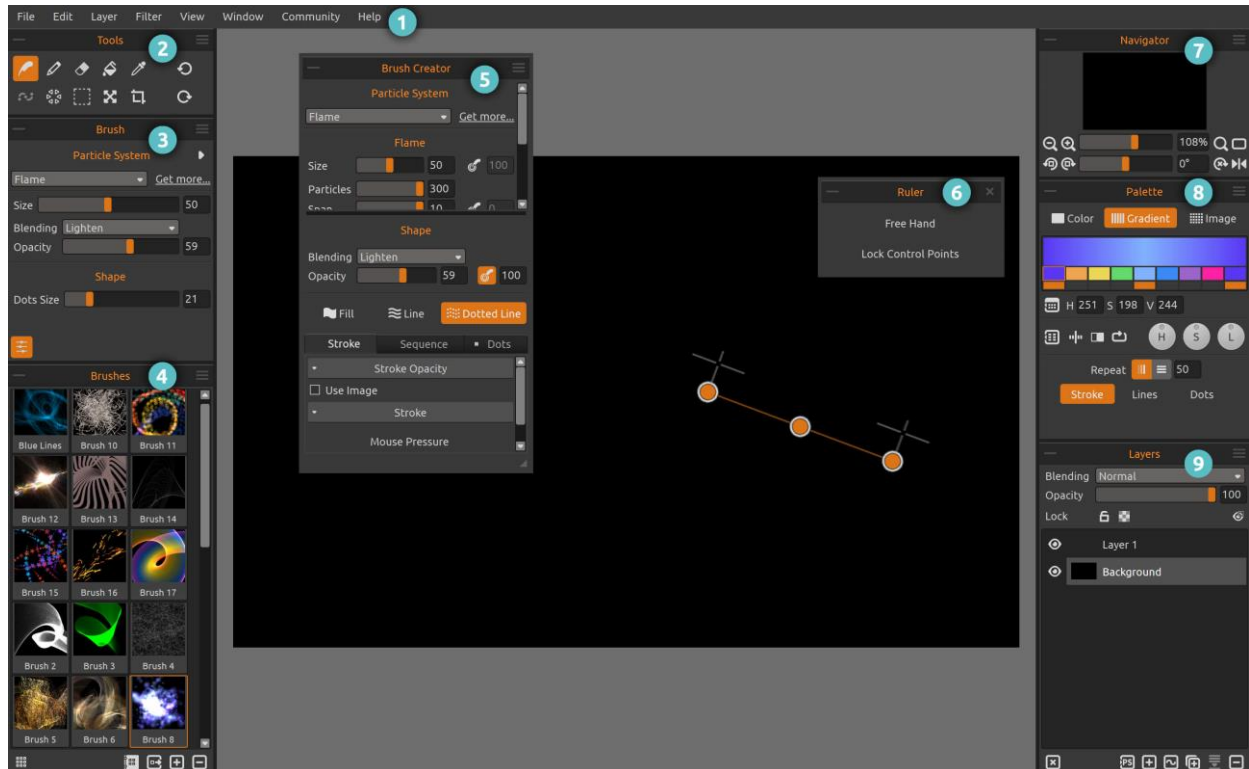 File Edit Layer Filter View Window Community Help 1
Tools 2
Brush 3
Particle System
Flame Get more...
Size 50
Blending Lighten
Opacity 59
Shape
Dots Size 21
Brushes 4
Blue Lines Brush 10 Brush 11
Brush 12 Brush 13 Brush 14
Brush 15 Brush 16 Brush 17
Brush 2 Brush 3 Brush 4
Brush 5 Brush 6 Brush 8
Brush Creator 5
Particle System
Flame Get more...
Flame
Size 50 100
Particles 300
Span 10 0
Shape
Blending Lighten
Opacity 59 100
Fill Line Dotted Line
Stroke Sequence Dots
Stroke Opacity
Use Image
Stroke
Mouse Pressure
Ruler 6
Free Hand
Lock Control Points
Navigator 7
108%
0°
Palette 8
Color Gradient Image
H 251 S 198 V 244
H S L
Repeat 50
Stroke Lines Dots
Layers 9
Blending Normal
Opacity 100
Lock
Layer 1
Background
PS